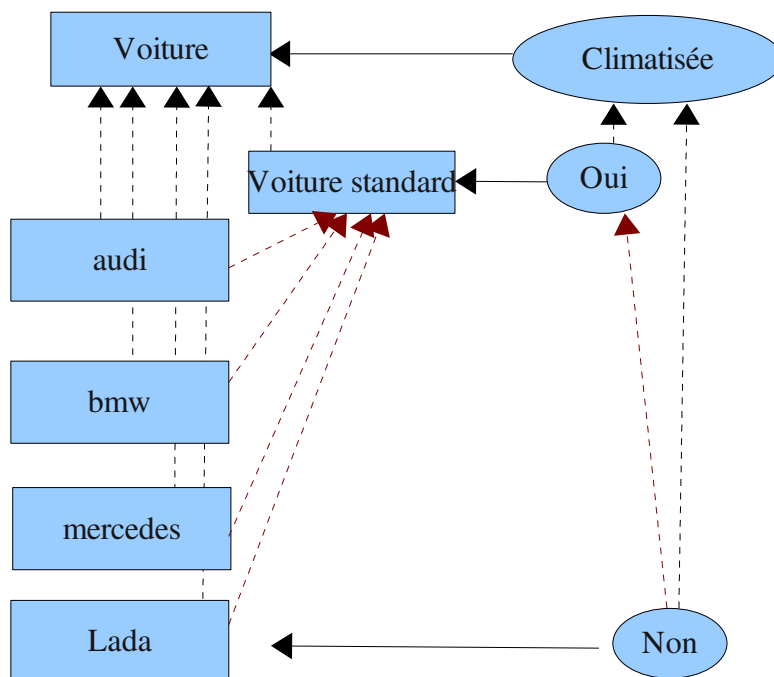 Voiture
Climatisée
Voiture standard
Oui
audi
bmw
mercedes
Lada
Non